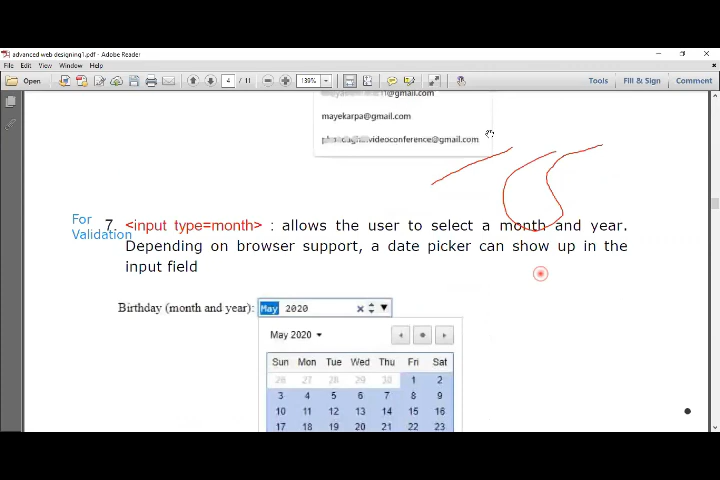 advanced web designing1.pdf - Adobe Reader
File Edit View Window Help
Open 4 / 11 139% Tools Fill & Sign Comment
@gmail.com
mayekarpa@gmail.com
videoconference@gmail.com
For
Validation
7. <input type=month> : allows the user to select a month and year.
Depending on browser support, a date picker can show up in the
input field
Birthday (month and year): May 2020
May 2020
Sun Mon Tue Wed Thu Fri Sat
26 27 28 29 30 1 2
3 4 5 6 7 8 9
10 11 12 13 14 15 16
17 18 19 20 21 22 23